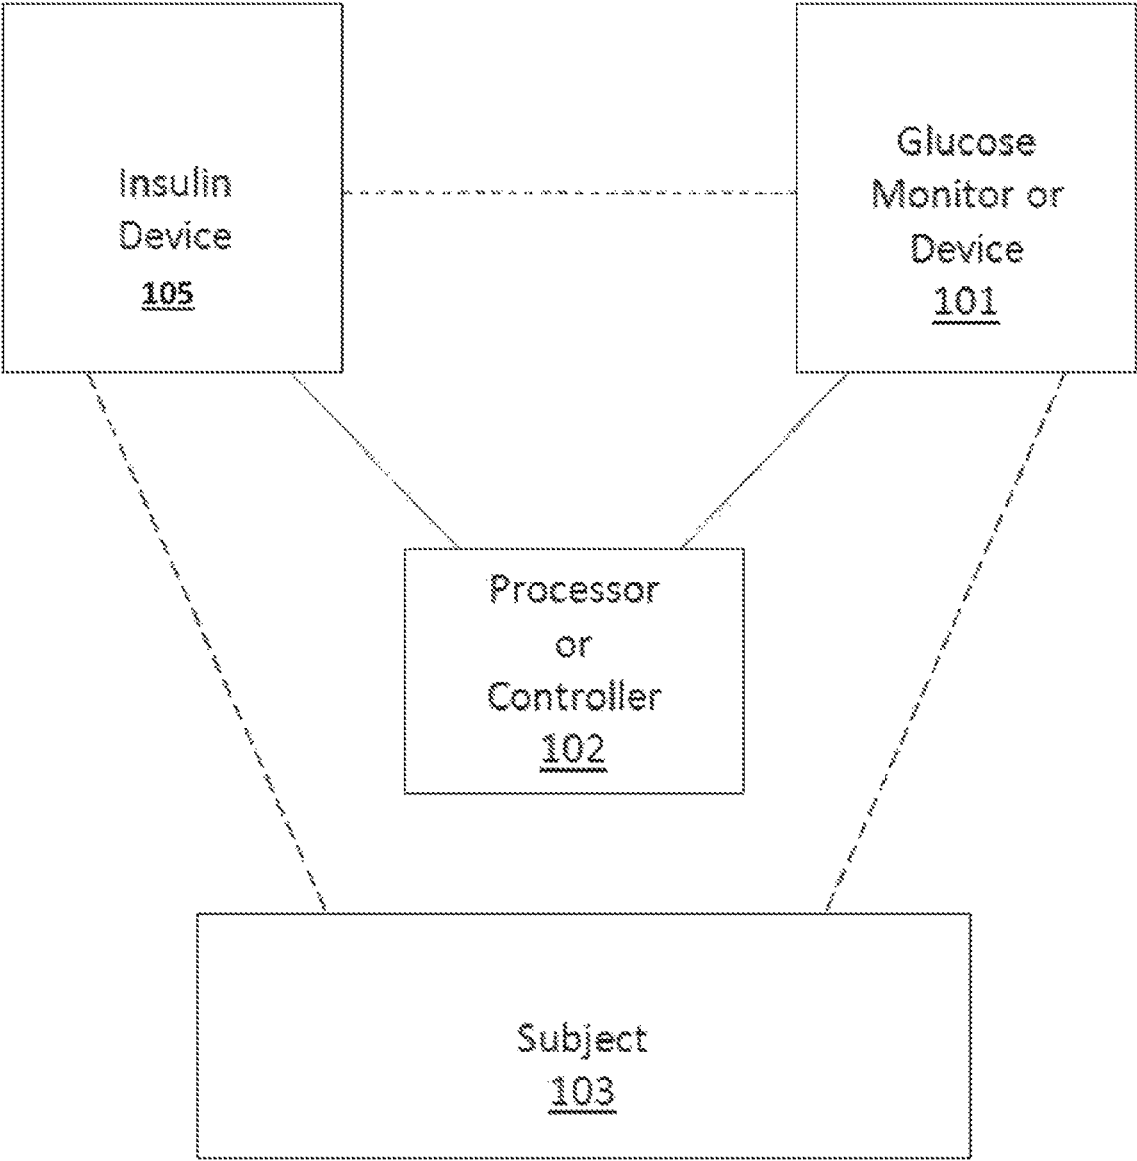 Insulin
Device
105
Glucose
Monitor or
Device
101
Processor
or
Controller
102
Subject
103